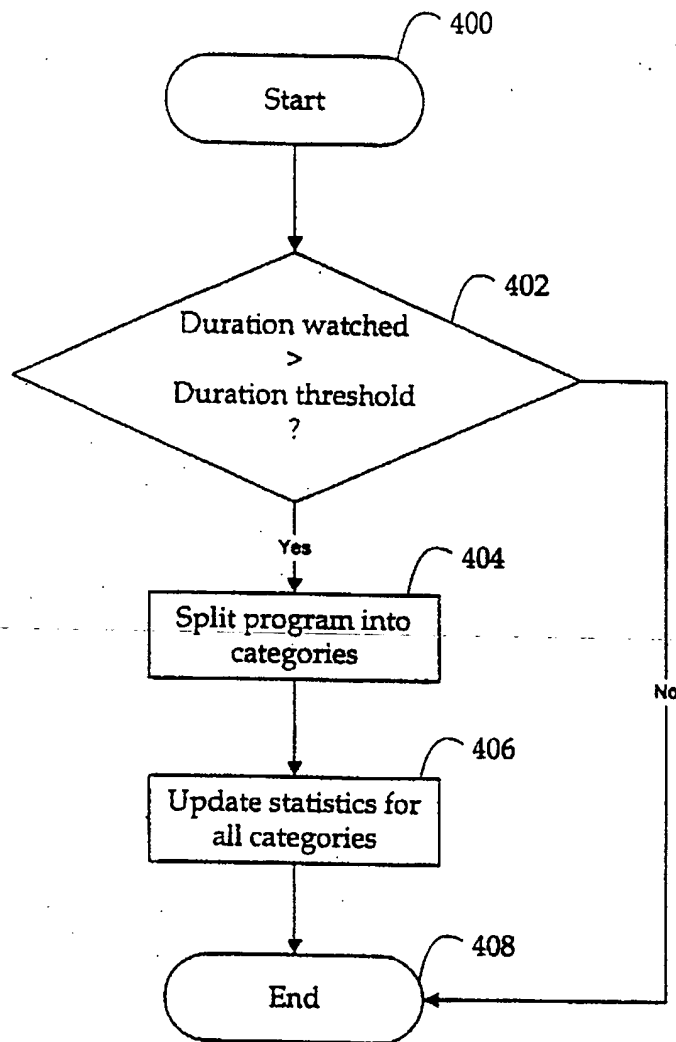 400
Start
402
Duration watched
>
Duration threshold
?
Yes
404
Split program into
categories
No
406
Update statistics for
all categories
408
End